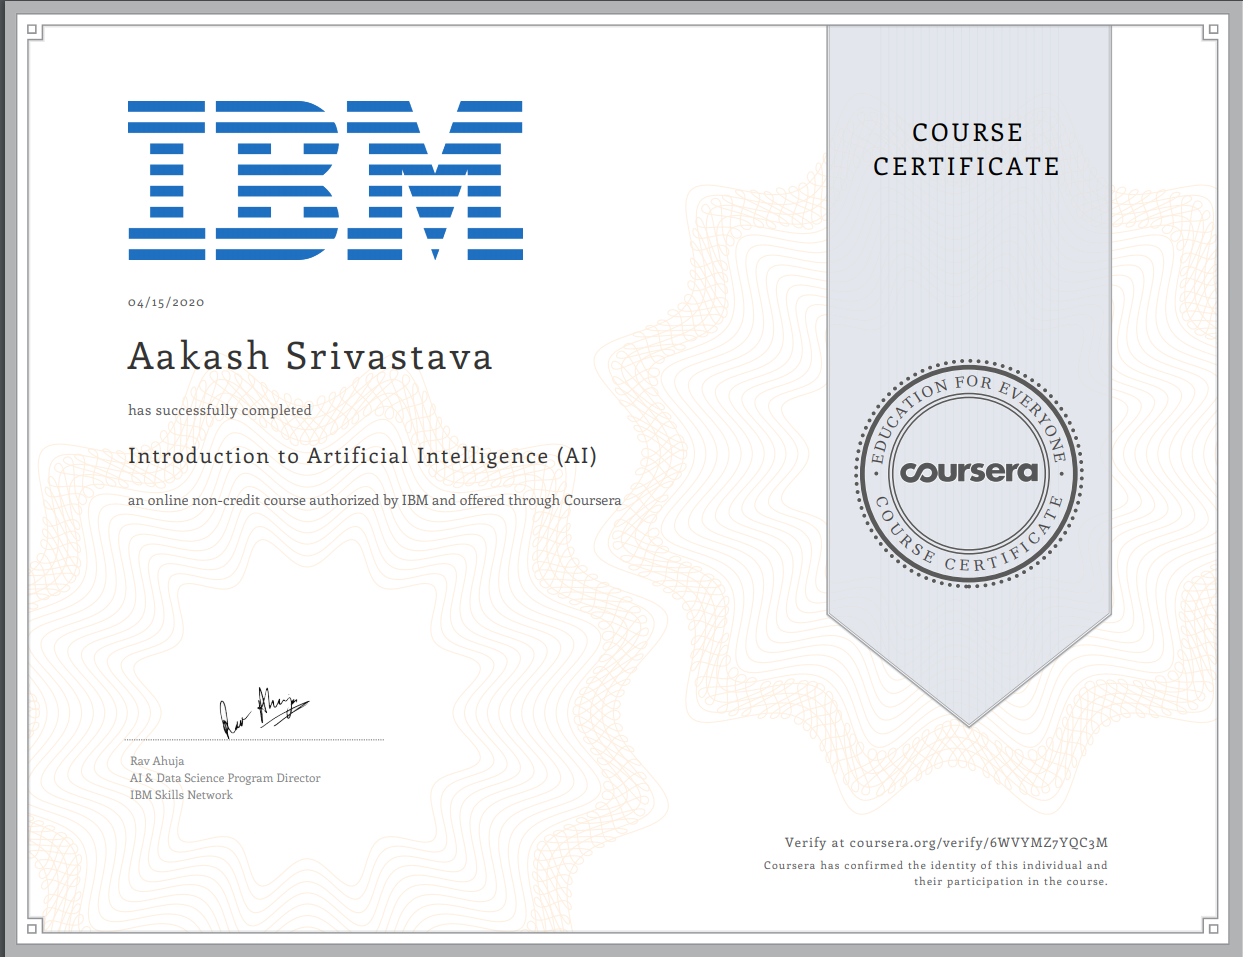 IBM
COURSE
CERTIFICATE
04/15/2020
Aakash Srivastava
has successfully completed
Introduction to Artificial Intelligence (AI)
an online non-credit course authorized by IBM and offered through Coursera
EDUCATION FOR EVERYONE
coursera
COURSE CERTIFICATE
Rav Ahuja
Rav Ahuja
AI & Data Science Program Director
IBM Skills Network
Verify at coursera.org/verify/6WVYMZ7YQC3M
Coursera has confirmed the identity of this individual and
their participation in the course.